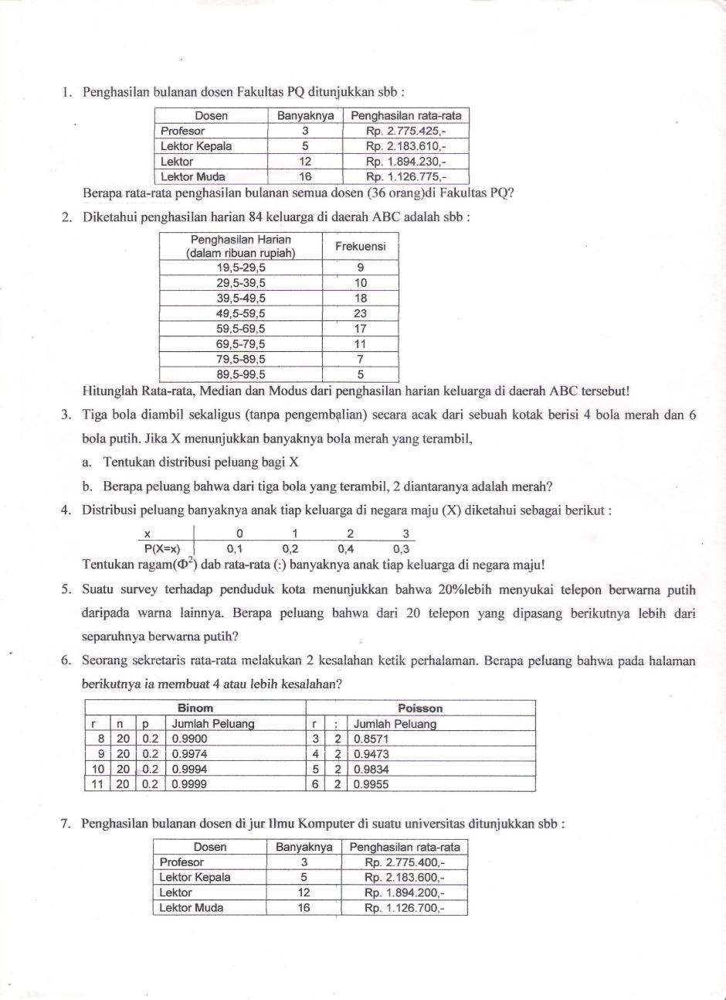 1. Penghasilan bulanan dosen Fakultas PQ ditunjukkan sbb :
Dosen Banyaknya Penghasilan rata-rata
Profesor 3 Rp. 2.775.425,-
Lektor Kepala 5 Rp. 2.183.610,-
Lektor 12 Rp. 1.894.230,-
Lektor Muda 16 Rp. 1.126.775,-
Berapa rata-rata penghasilan bulanan semua dosen (36 orang)di Fakultas PQ?
2. Diketahui penghasilan harian 84 keluarga di daerah ABC adalah sbb :
Penghasilan Harian
(dalam ribuan rupiah) Frekuensi
19,5-29,5 9
29,5-39,5 10
39,5-49,5 18
49,5-59,5 23
59,5-69,5 17
69,5-79,5 11
79,5-89,5 7
89,5-99,5 5
Hitunglah Rata-rata, Median dan Modus dari penghasilan harian keluarga di daerah ABC tersebut!
3. Tiga bola diambil sekaligus (tanpa pengembalian) secara acak dari sebuah kotak berisi 4 bola merah dan 6
bola putih. Jika X menunjukkan banyaknya bola merah yang terambil,
a. Tentukan distribusi peluang bagi X
b. Berapa peluang bahwa dari tiga bola yang terambil, 2 diantaranya adalah merah?
4. Distribusi peluang banyaknya anak tiap keluarga di negara maju (X) diketahui sebagai berikut :
x 0 1 2 3
P(X=x) 0,1 0,2 0,4 0,3
Tentukan ragam(Φ²) dab rata-rata (:) banyaknya anak tiap keluarga di negara maju!
5. Suatu survey terhadap penduduk kota menunjukkan bahwa 20%lebih menyukai telepon berwarna putih
daripada warna lainnya. Berapa peluang bahwa dari 20 telepon yang dipasang berikutnya lebih dari
separuhnya berwarna putih?
6. Seorang sekretaris rata-rata melakukan 2 kesalahan ketik perhalaman. Berapa peluang bahwa pada halaman
berikutnya ia membuat 4 atau lebih kesalahan?
Binom Poisson
r n p Jumlah Peluang r : Jumlah Peluang
8 20 0.2 0.9900 3 2 0.8571
9 20 0.2 0.9974 4 2 0.9473
10 20 0.2 0.9994 5 2 0.9834
11 20 0.2 0.9999 6 2 0.9955
7. Penghasilan bulanan dosen di jur Ilmu Komputer di suatu universitas ditunjukkan sbb :
Dosen Banyaknya Penghasilan rata-rata
Profesor 3 Rp. 2.775.400,-
Lektor Kepala 5 Rp. 2.183.600,-
Lektor 12 Rp. 1.894.200,-
Lektor Muda 16 Rp. 1.126.700,-